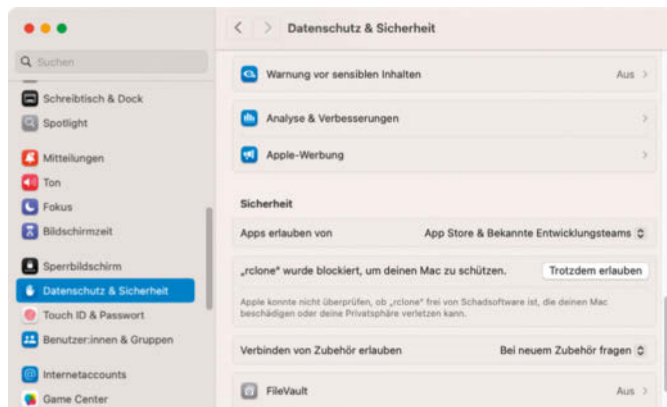 Datenschutz & Sicherheit
Suchen
Schreibtisch & Dock
Spotlight
Mitteilungen
Ton
Fokus
Bildschirmzeit
Sperrbildschirm
Datenschutz & Sicherheit
Touch ID & Passwort
Benutzer:innen & Gruppen
Internetaccounts
Game Center
Warnung vor sensiblen Inhalten Aus
Analyse & Verbesserungen
Apple-Werbung
Sicherheit
Apps erlauben von App Store & Bekannte Entwicklungsteams
„rclone“ wurde blockiert, um deinen Mac zu schützen. Trotzdem erlauben
Apple konnte nicht überprüfen, ob „rclone“ frei von Schadsoftware ist, die deinen Mac
beschädigen oder deine Privatsphäre verletzen kann.
Verbinden von Zubehör erlauben Bei neuem Zubehör fragen
FileVault Aus